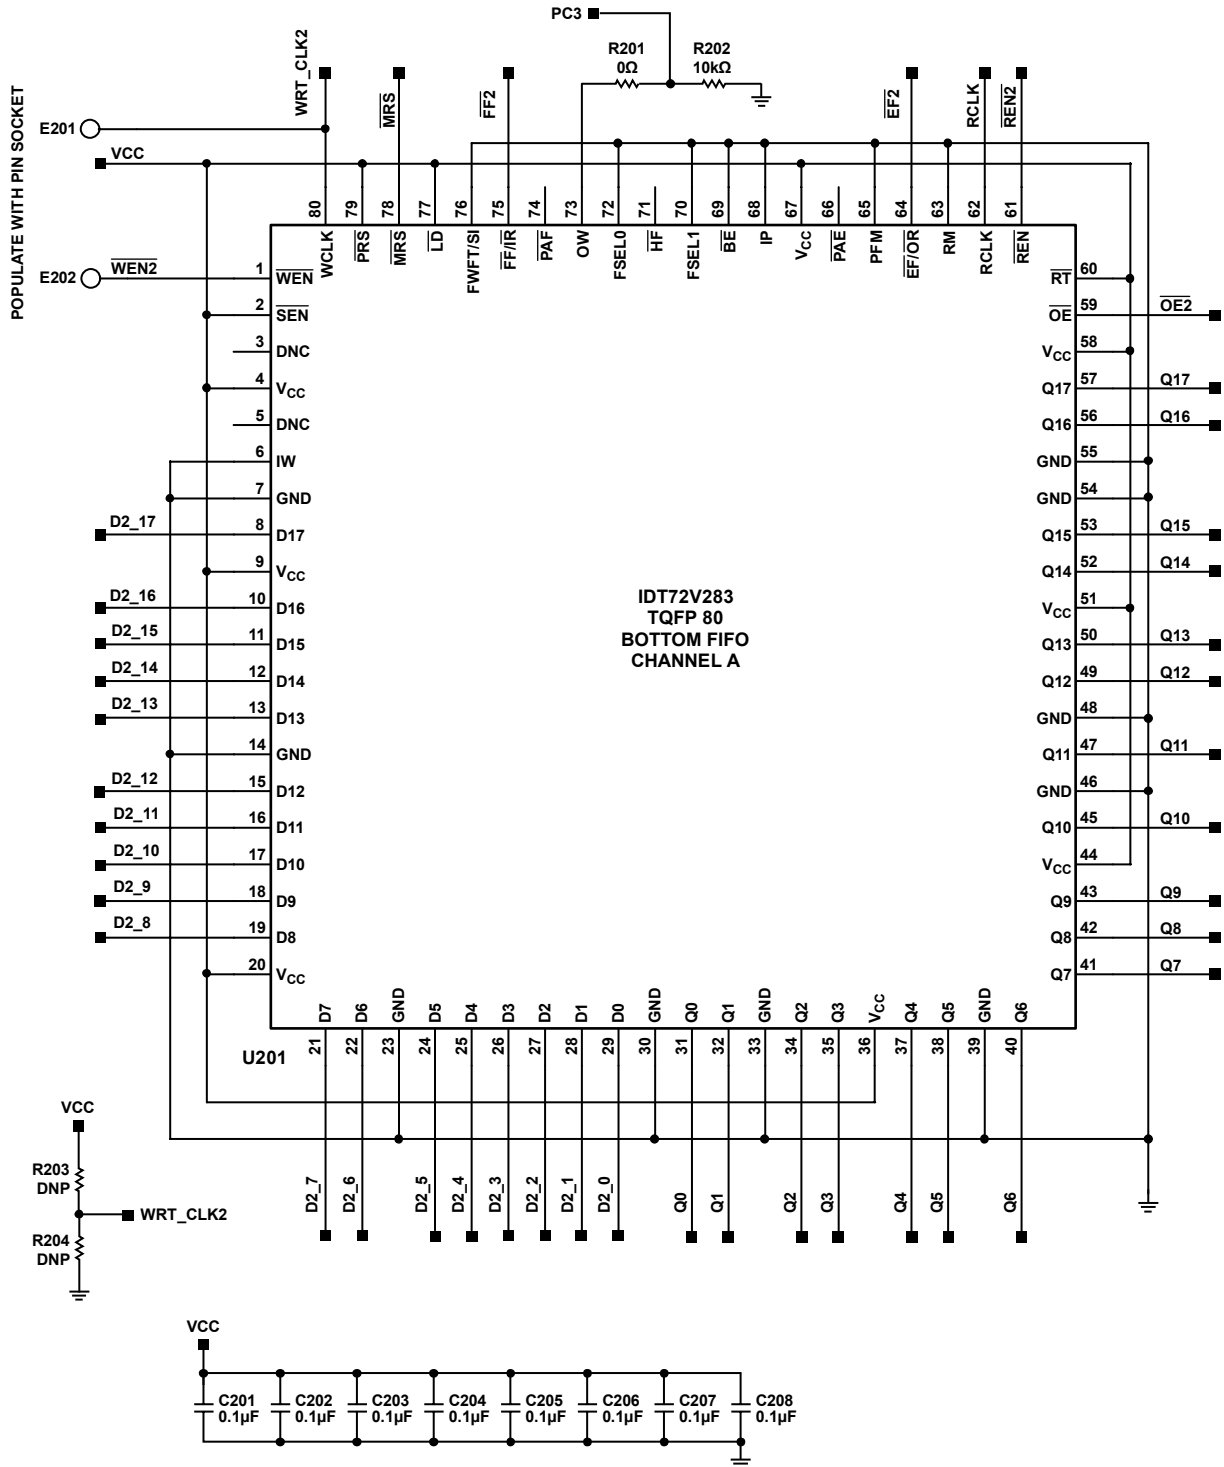 PC3
R201
0Ω
R202
10kΩ
WRT_CLK2
MRS
FF2
EF2
RCLK
REN2
POPULATE WITH PIN SOCKET
E201
VCC
80
79
78
77
76
75
74
73
72
71
70
69
68
67
66
65
64
63
62
61
WCLK
PRS
MRS
LD
FWFT/SI
FF/IR
PAF
OW
FSEL0
HF
FSEL1
BE
IP
VCC
PAE
PFM
EF/OR
RM
RCLK
REN
E202
WEN2
1 WEN
2 SEN
3 DNC
4 VCC
5 DNC
6 IW
7 GND
D2_17 8 D17
9 VCC
D2_16 10 D16
D2_15 11 D15
D2_14 12 D14
D2_13 13 D13
14 GND
D2_12 15 D12
D2_11 16 D11
D2_10 17 D10
D2_9 18 D9
D2_8 19 D8
20 VCC
IDT72V283
TQFP 80
BOTTOM FIFO
CHANNEL A
RT 60
OE 59 OE2
VCC 58
Q17 57 Q17
Q16 56 Q16
GND 55
GND 54
Q15 53 Q15
Q14 52 Q14
VCC 51
Q13 50 Q13
Q12 49 Q12
GND 48
Q11 47 Q11
GND 46
Q10 45 Q10
VCC 44
Q9 43 Q9
Q8 42 Q8
Q7 41 Q7
D7
D6
GND
D5
D4
D3
D2
D1
D0
GND
Q0
Q1
GND
Q2
Q3
VCC
Q4
Q5
GND
Q6
U201
21
22
23
24
25
26
27
28
29
30
31
32
33
34
35
36
37
38
39
40
D2_7
D2_6
D2_5
D2_4
D2_3
D2_2
D2_1
D2_0
Q0
Q1
Q2
Q3
Q4
Q5
Q6
VCC
R203
DNP
WRT_CLK2
R204
DNP
VCC
C201
0.1µF
C202
0.1µF
C203
0.1µF
C204
0.1µF
C205
0.1µF
C206
0.1µF
C207
0.1µF
C208
0.1µF